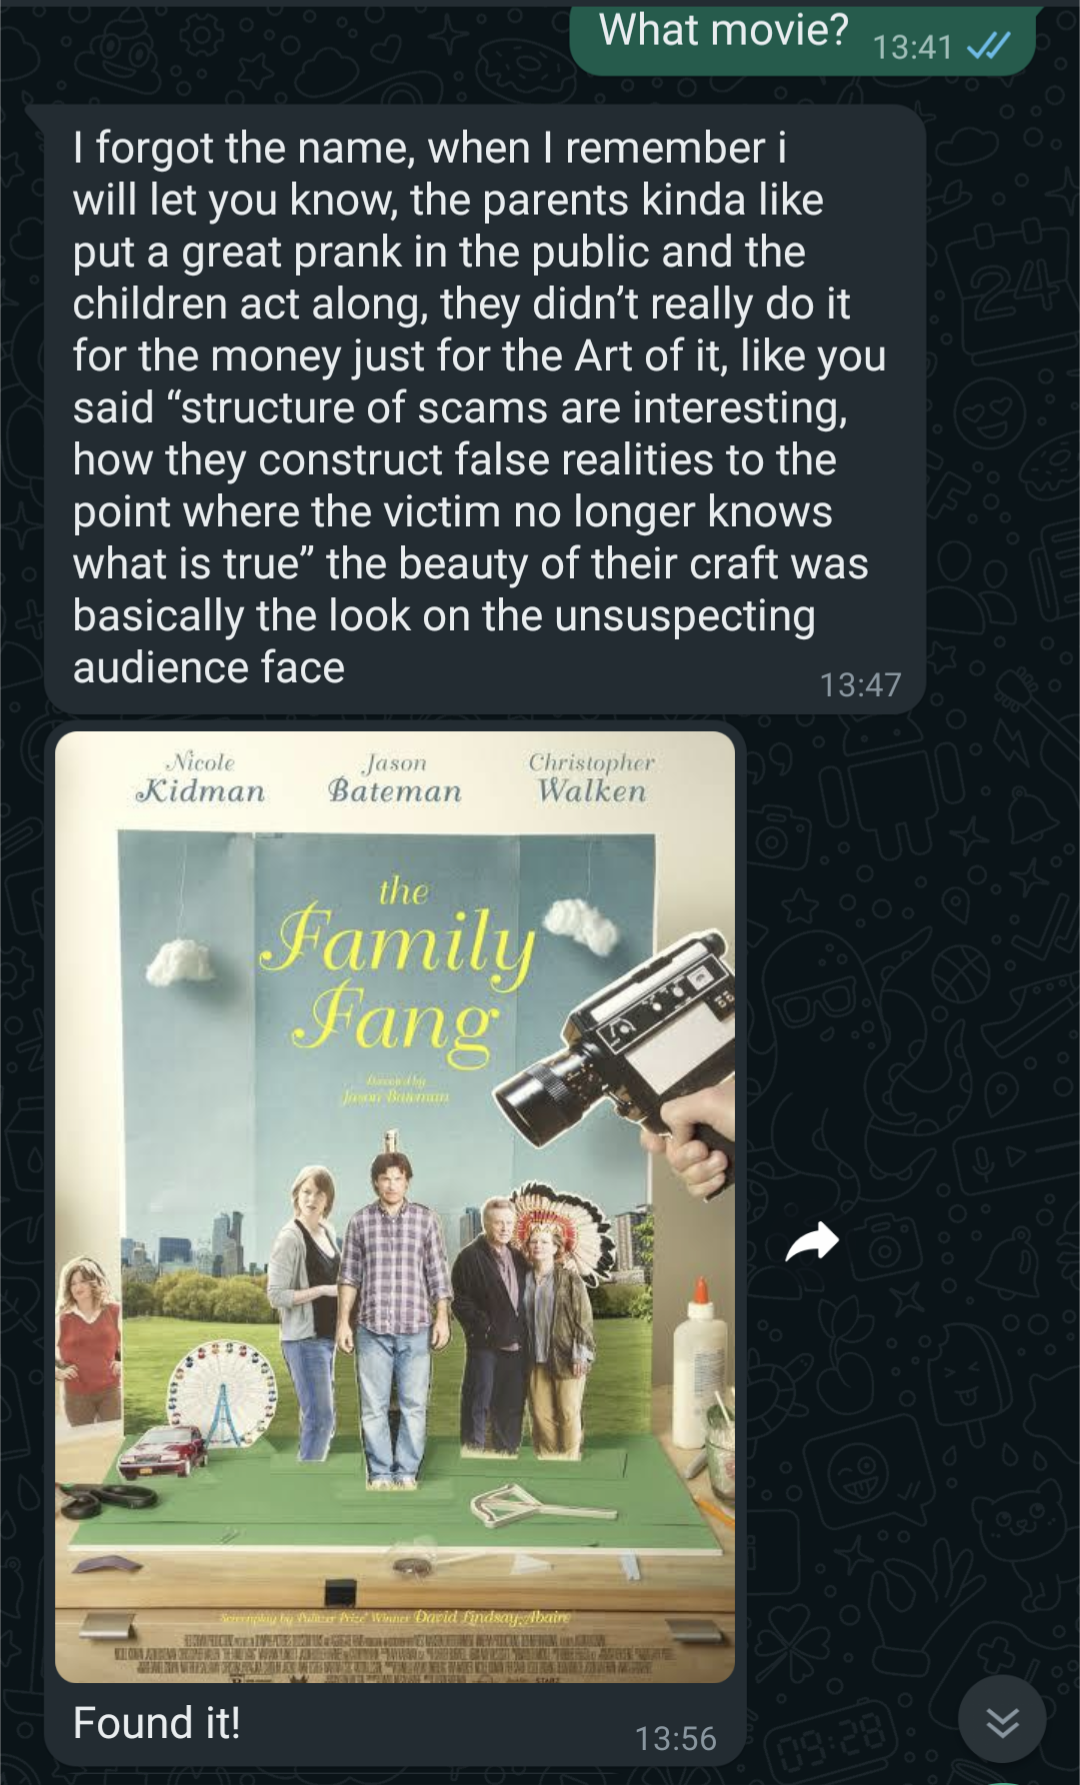 What movie?
13:41
I forgot the name, when I remember i
will let you know, the parents kinda like
put a great prank in the public and the
children act along, they didn’t really do it
for the money just for the Art of it, like you
said “structure of scams are interesting,
how they construct false realities to the
point where the victim no longer knows
what is true” the beauty of their craft was
basically the look on the unsuspecting
audience face
13:47
Nicole Kidman
Jason Bateman
Christopher Walken
the
Family
Fang
Directed by
Jason Bateman
Screenplay by Pulitzer Prize® Winner David Lindsay-Abaire
Found it!
13:56